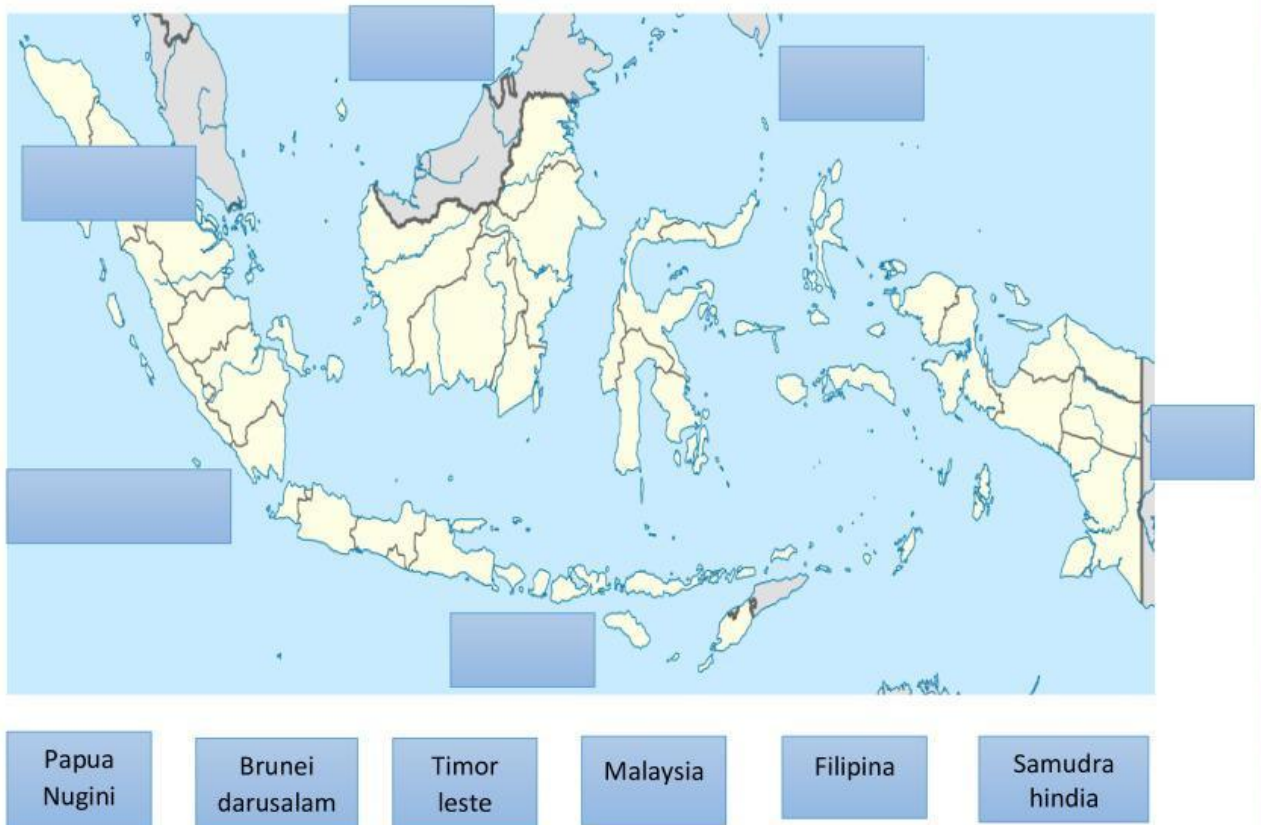 Papua
Nugini
Brunei
darusalam
Timor
leste
Malaysia
Filipina
Samudra
hindia